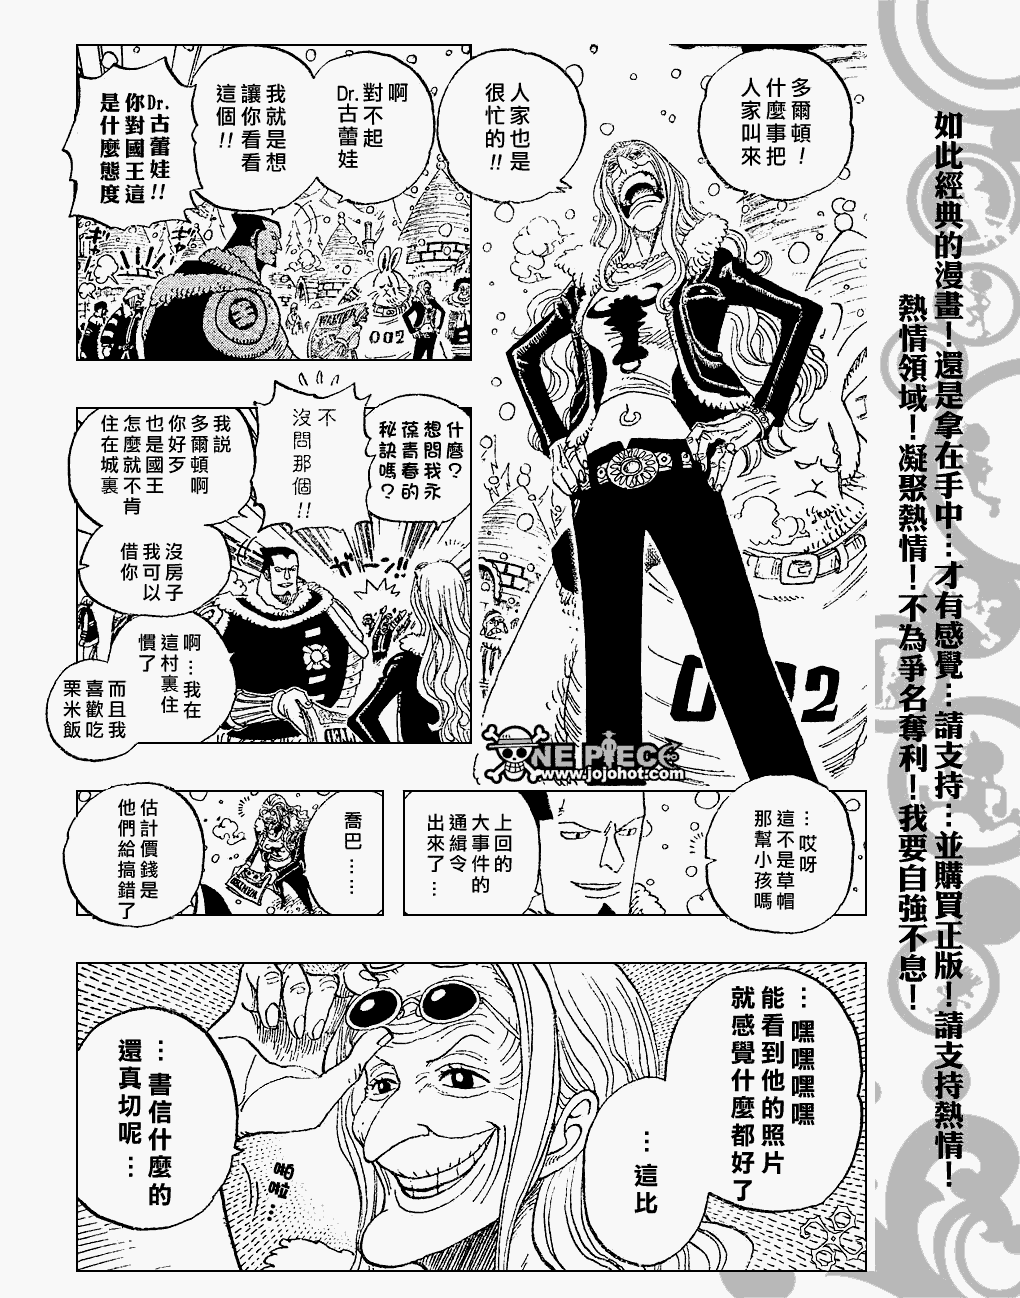 多爾頓！
什麼事把
人家叫來
人家也是
很忙的!!
啊
對不起
Dr.古蕾娃
我就是想
讓你看看
這個!!
Dr.古蕾娃!!
你對國王這
是什麼態度
002
什麼？
想問我永
葆青春的
秘訣嗎？
不
沒問那個!!
我説
多爾頓啊
你好歹
也是國王
怎麼就不肯
住在城裏
沒房子
我可以
借你
啊…我在
這村裏住
慣了
而且我
喜歡吃
栗米飯
ガーン!!
002
ONE PIECE
www.jojohot.com
…哎呀
這不是草帽
那幫小孩嗎
上回的
大事件的
通緝令
出來了…
喬巴……
估計價錢是
他們給搞錯了
…嘿嘿嘿嘿
能看到他的照片
就感覺什麼都好了
…這比
…書信什麼的
還真切呢…
如此經典的漫畫！還是拿在手中…才有感覺…請支持…並購買正版！請支持熱情！
熱情領域！凝聚熱情！不為爭名奪利！我要自強不息！